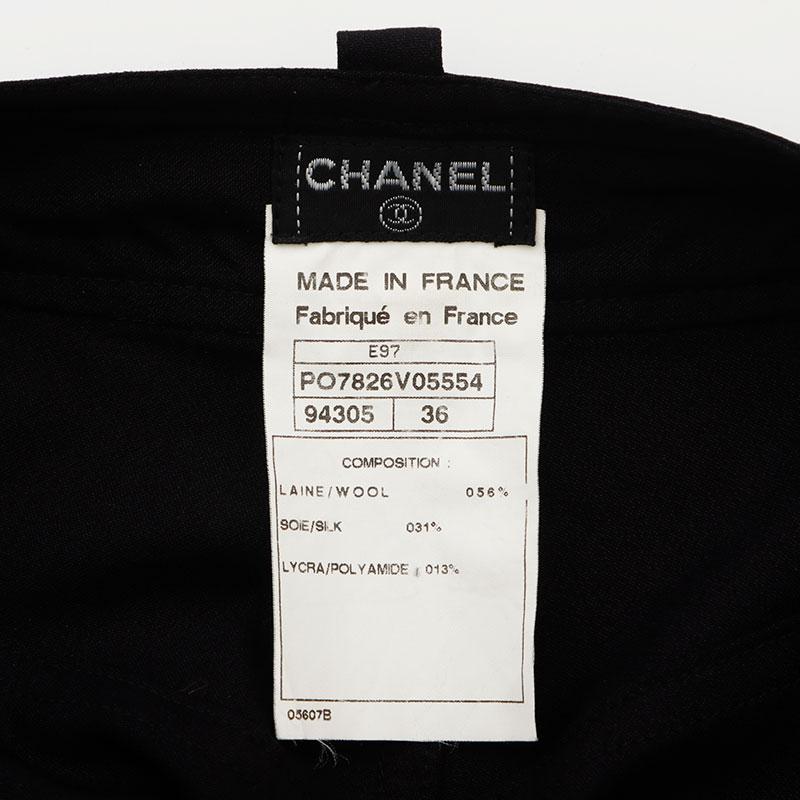 CHANEL
MADE IN FRANCE
Fabriqué en France
E97
PO7826V05554
94305 36
COMPOSITION :
LAINE/WOOL 056%
SOIE/SILK 031%
LYCRA/POLYAMIDE 013%
05607B